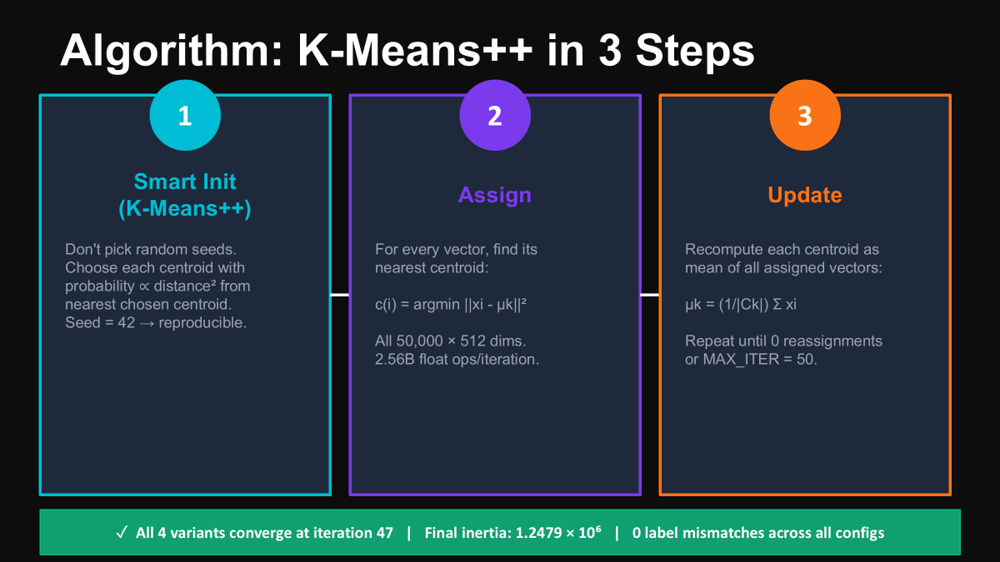 Algorithm: K-Means++ in 3 Steps
1
Smart Init
(K-Means++)
Don't pick random seeds.
Choose each centroid with
probability ∝ distance² from
nearest chosen centroid.
Seed = 42 → reproducible.
2
Assign
For every vector, find its
nearest centroid:
c(i) = argmin ||xi - µk||²
All 50,000 × 512 dims.
2.56B float ops/iteration.
3
Update
Recompute each centroid as
mean of all assigned vectors:
µk = (1/|Ck|) Σ xi
Repeat until 0 reassignments
or MAX_ITER = 50.
✓ All 4 variants converge at iteration 47 | Final inertia: 1.2479 × 10⁶ | 0 label mismatches across all configs